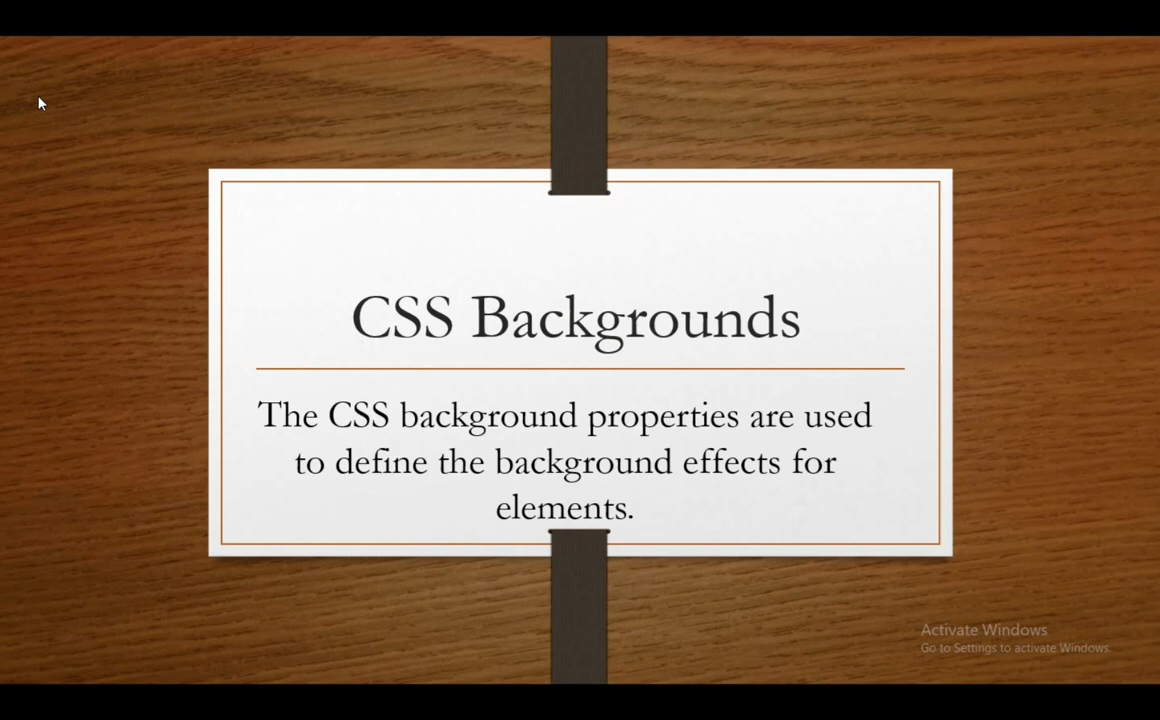 CSS Backgrounds
The CSS background properties are used
to define the background effects for
elements.
Activate Windows
Go to Settings to activate Windows.